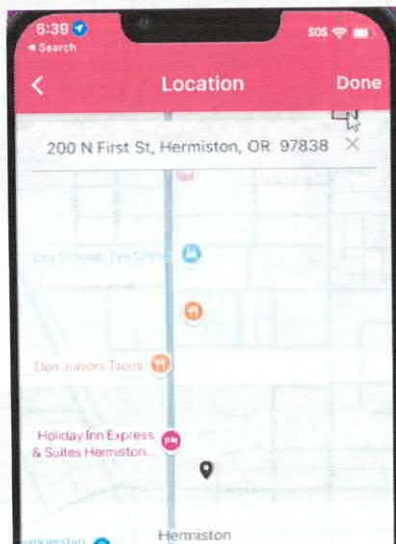 5:39
SOS
◄ Search
Location
Done
200 N First St, Hermiston, OR 97838
Don Juniors Tacos
Holiday Inn Express
& Suites Hermiston...
Hermiston